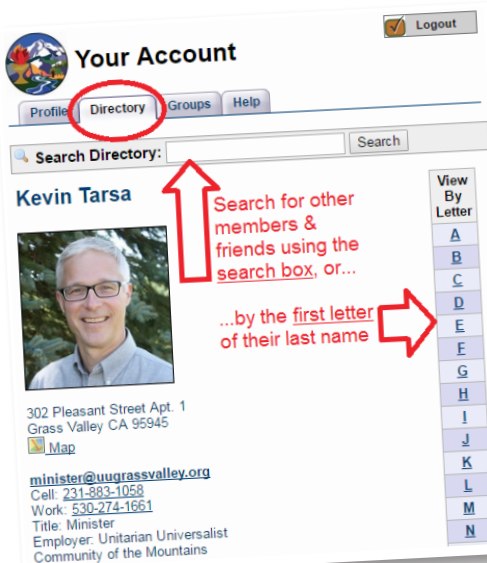 Logout
Your Account
Profile Directory Groups Help
Search Directory: Search
Kevin Tarsa
Search for other
members &
friends using the
search box, or...
...by the first letter
of their last name
View
By
Letter
A
B
C
D
E
F
G
H
I
J
K
L
M
N
302 Pleasant Street Apt. 1
Grass Valley CA 95945
Map
minister@uugrassvalley.org
Cell: 231-883-1058
Work: 530-274-1661
Title: Minister
Employer: Unitarian Universalist
Community of the Mountains